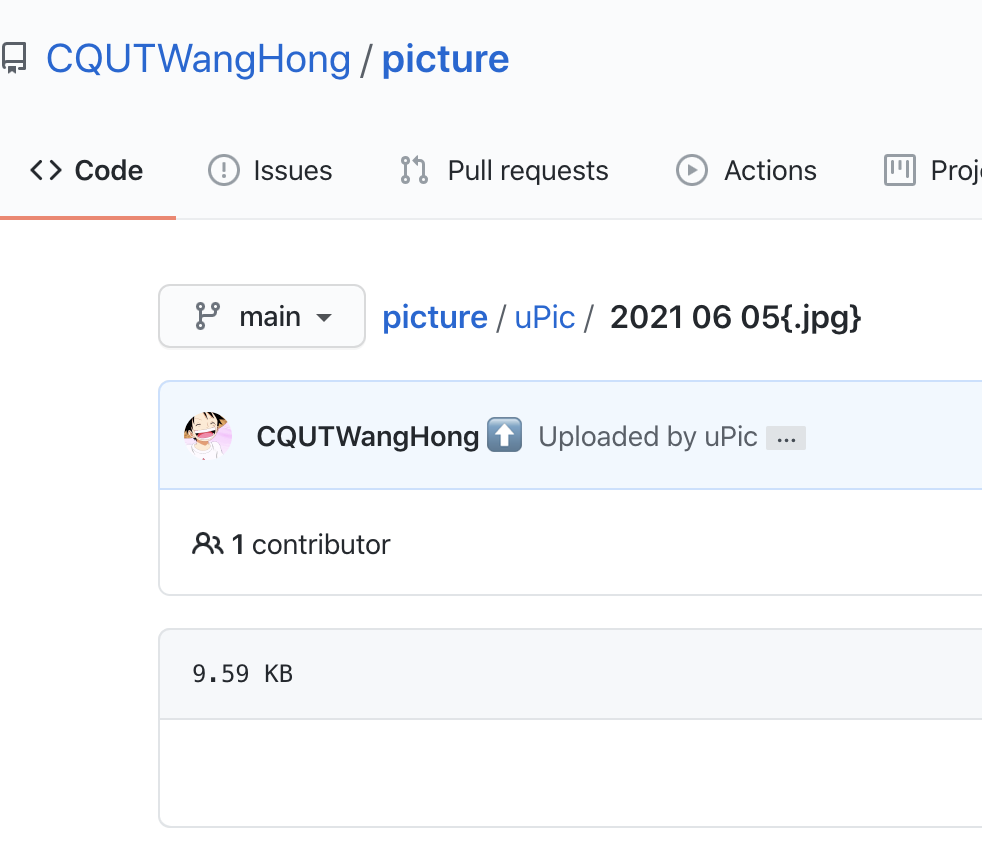 CQUTWangHong / picture
Code Issues Pull requests Actions Proj
main picture / uPic / 2021 06 05{.jpg}
CQUTWangHong ⬆️ Uploaded by uPic ...
1 contributor
9.59 KB